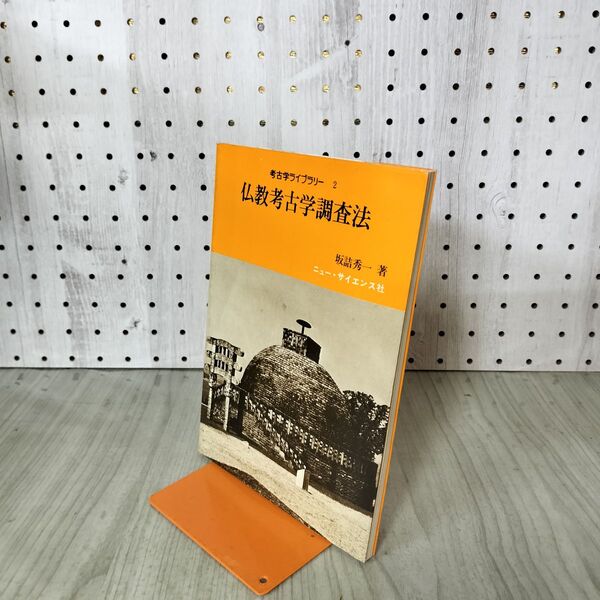 考古学ライブラリー 2
仏教考古学調査法
坂詰秀一 著
ニュー・サイエンス社